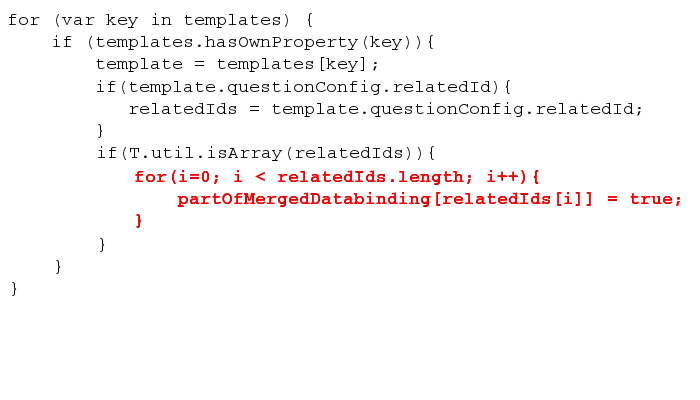 for (var key in templates) {
if (templates.hasOwnProperty(key)){
template = templates[key];
if(template.questionConfig.relatedId){
relatedIds = template.questionConfig.relatedId;
}
if(T.util.isArray(relatedIds)){
for(i=0; i < relatedIds.length; i++){
partOfMergedDatabinding[relatedIds[i]] = true;
}
}
}
}